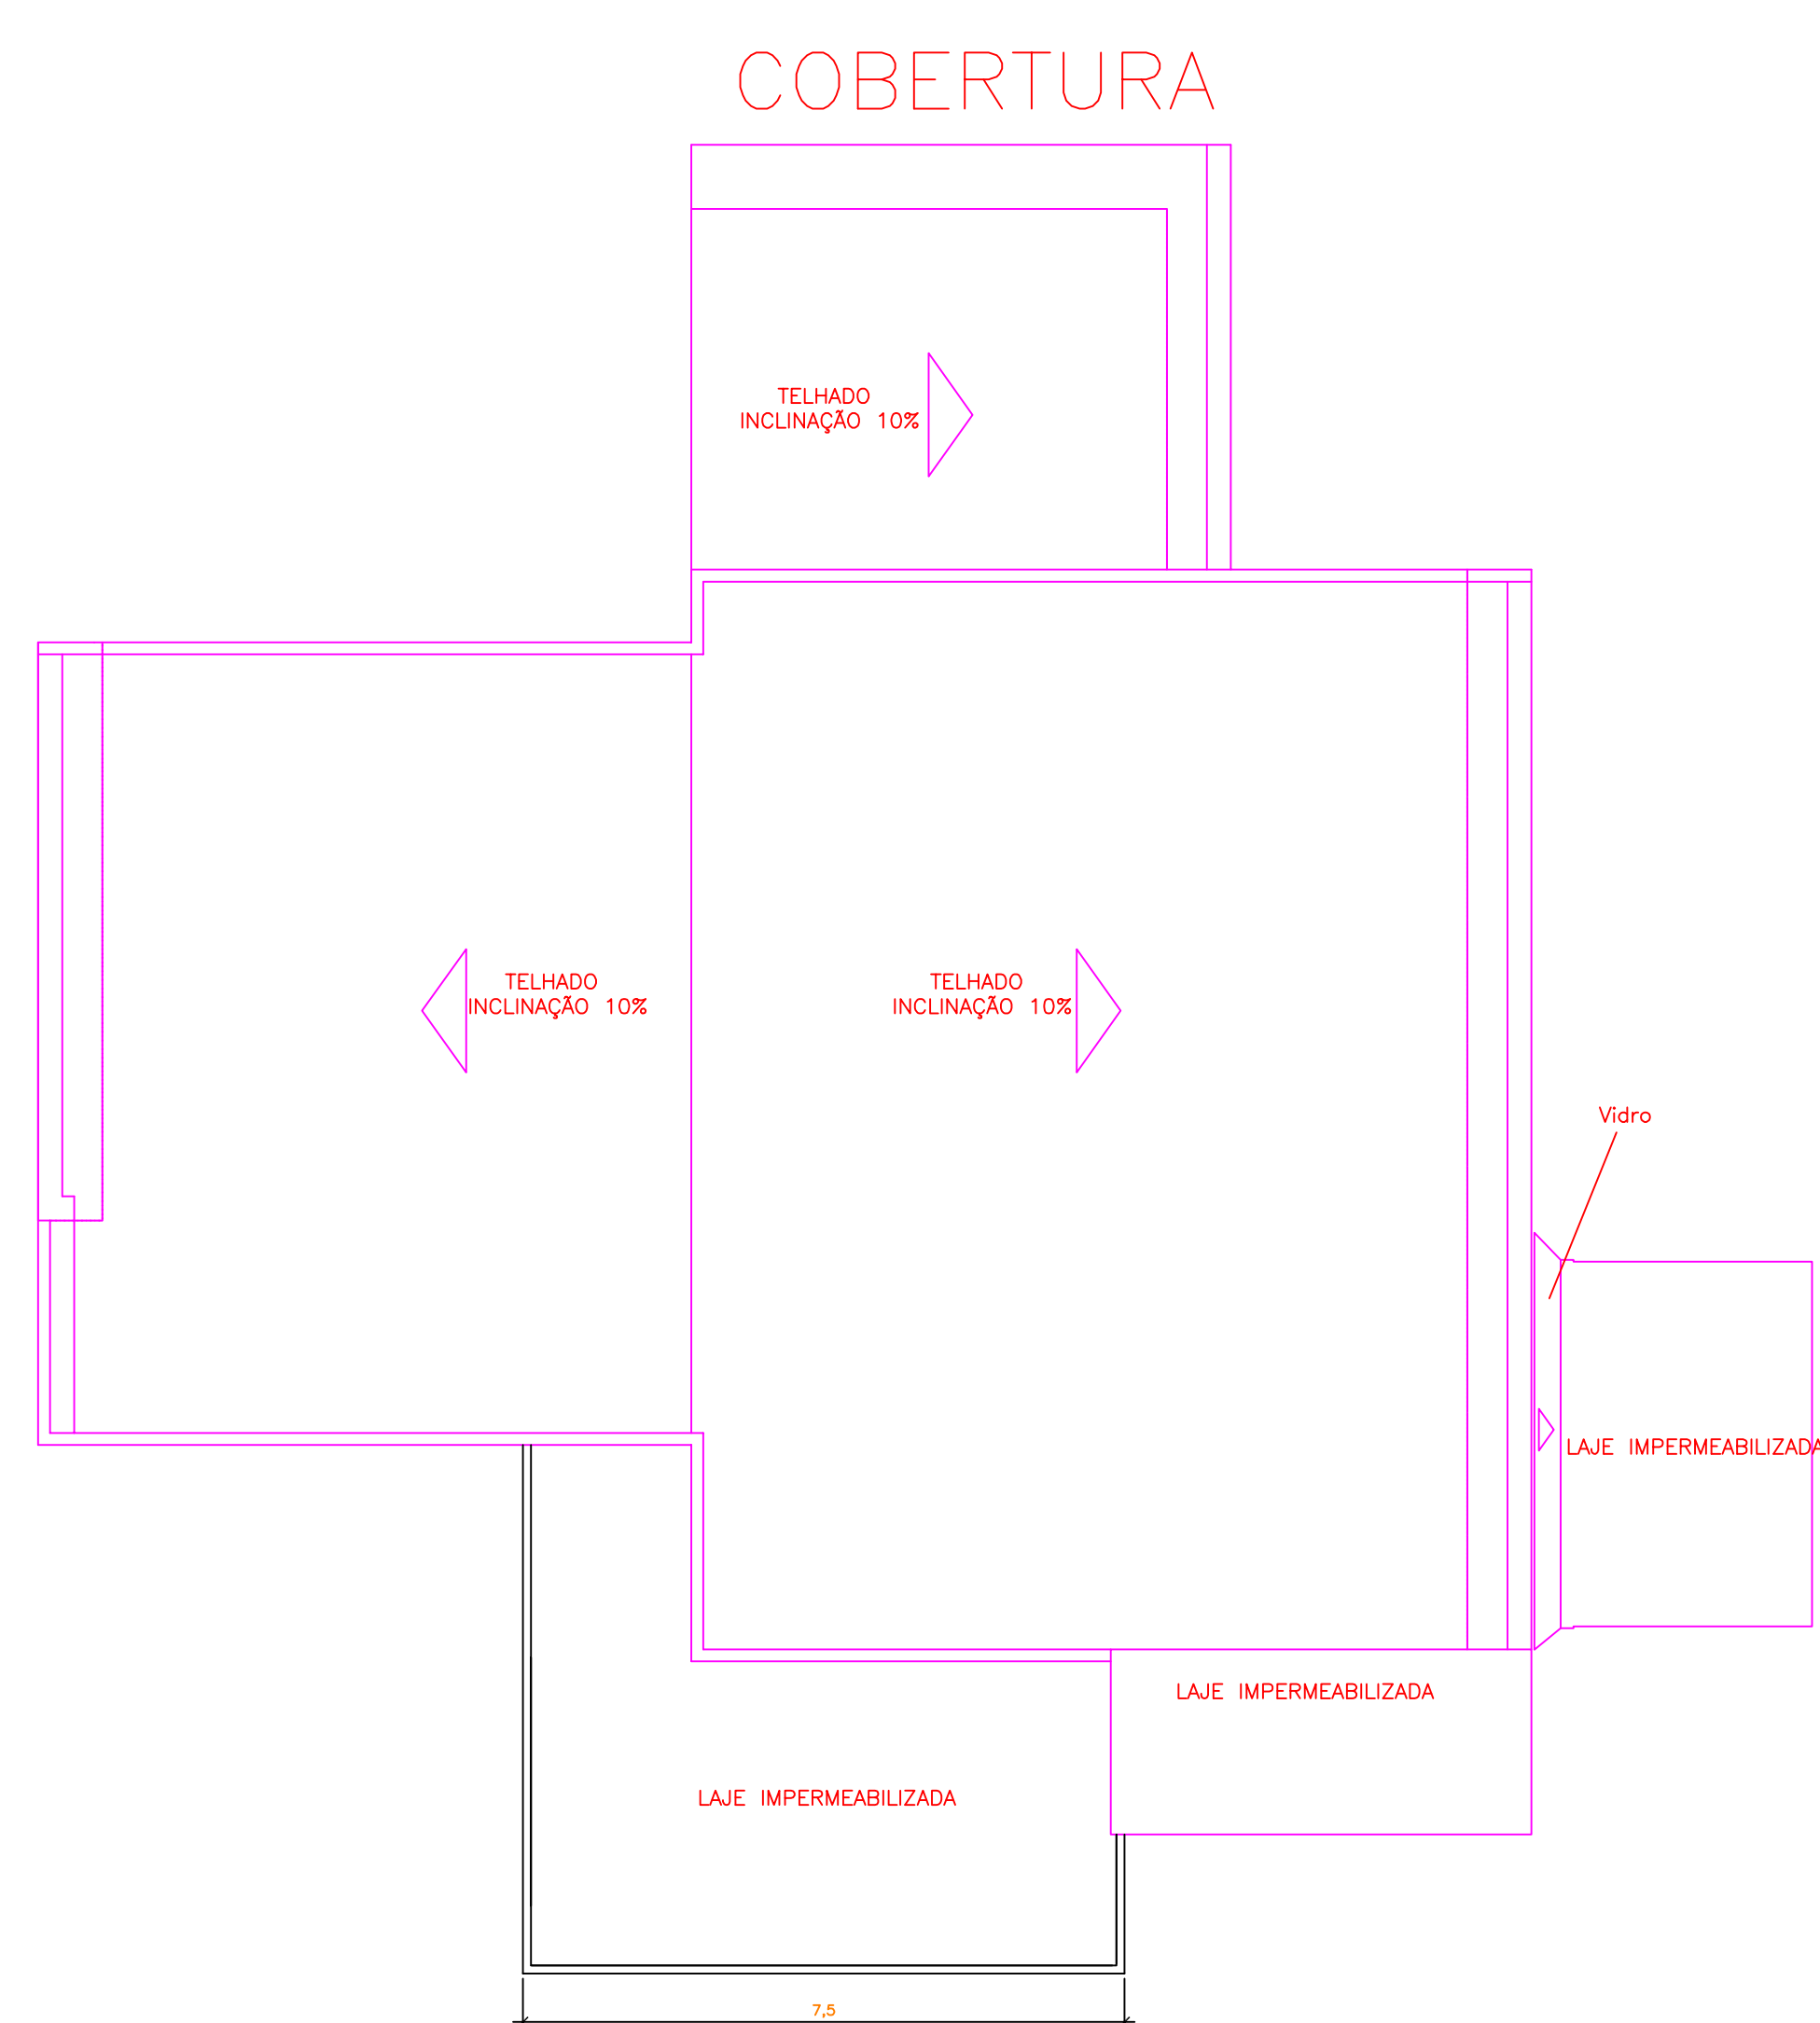 COBERTURA
TELHADO
INCLINAÇÃO 10%
TELHADO
INCLINAÇÃO 10%
TELHADO
INCLINAÇÃO 10%
Vidro
LAJE IMPERMEABILIZADA
LAJE IMPERMEABILIZADA
LAJE IMPERMEABILIZADA
7,5